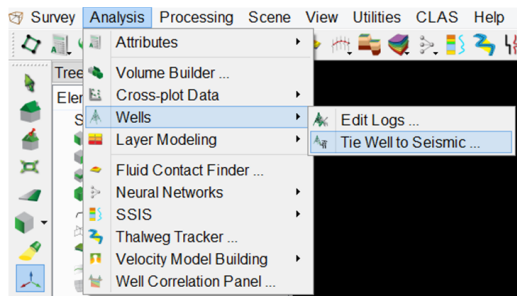 Survey Analysis Processing Scene View Utilities CLAS Help
Attributes
Tree
Volume Builder ...
Eler
Cross-plot Data
S
Wells
Edit Logs ...
Layer Modeling
Tie Well to Seismic ...
Fluid Contact Finder ...
Neural Networks
SSIS
Thalweg Tracker ...
Velocity Model Building
Well Correlation Panel ...